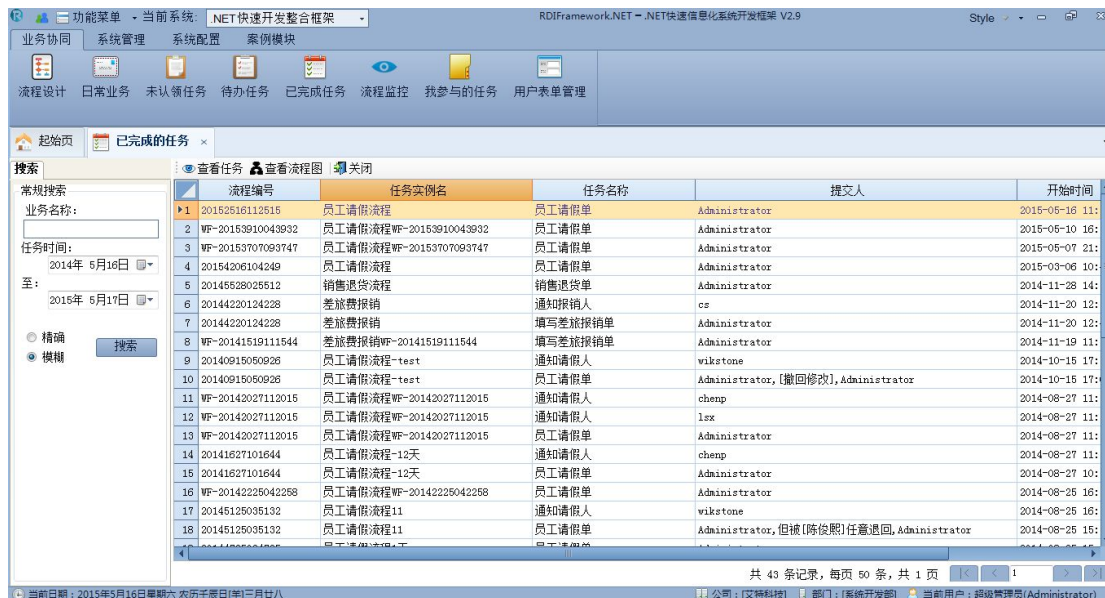 功能菜单 当前系统: .NET快速开发整合框架 RDIFramework.NET - .NET快速信息化系统开发框架 V2.9 Style
业务协同 系统管理 系统配置 案例模块
流程设计 日常业务 未认领任务 待办任务 已完成任务 流程监控 我参与的任务 用户表单管理
起始页 已完成的任务 ×
搜索 查看任务 查看流程图 关闭
常规搜索
业务名称:
任务时间:
2014年 5月16日
至:
2015年 5月17日
精确
模糊
搜索
流程编号 任务实例名 任务名称 提交人 开始时间
1 20152516112515 员工请假流程 员工请假单 Administrator 2015-05-16 11:
2 WF-20153910043932 员工请假流程WF-20153910043932 员工请假单 Administrator 2015-05-10 16:
3 WF-20153707093747 员工请假流程WF-20153707093747 员工请假单 Administrator 2015-05-07 21:
4 20154206104249 员工请假流程 员工请假单 Administrator 2015-03-06 10:
5 20145528025512 销售退货流程 销售退货单 Administrator 2014-11-28 14:
6 20144220124228 差旅费报销 通知报销人 cs 2014-11-20 12:
7 20144220124228 差旅费报销 填写差旅报销单 Administrator 2014-11-20 12:
8 WF-20141519111544 差旅费报销WF-20141519111544 填写差旅报销单 Administrator 2014-11-19 11:
9 20140915050926 员工请假流程-test 通知请假人 wikstone 2014-10-15 17:
10 20140915050926 员工请假流程-test 员工请假单 Administrator,[撤回修改],Administrator 2014-10-15 17:
11 WF-20142027112015 员工请假流程WF-20142027112015 通知请假人 chenp 2014-08-27 11:
12 WF-20142027112015 员工请假流程WF-20142027112015 通知请假人 lsx 2014-08-27 11:
13 WF-20142027112015 员工请假流程WF-20142027112015 员工请假单 Administrator 2014-08-27 11:
14 20141627101644 员工请假流程-12天 通知请假人 chenp 2014-08-27 11:
15 20141627101644 员工请假流程-12天 员工请假单 Administrator 2014-08-27 10:
16 WF-20142225042258 员工请假流程WF-20142225042258 员工请假单 Administrator 2014-08-25 16:
17 20145125035132 员工请假流程11 通知请假人 wikstone 2014-08-25 16:
18 20145125035132 员工请假流程11 员工请假单 Administrator,但被[陈俊熙]任意退回,Administrator 2014-08-25 15:
共 43 条记录，每页 50 条，共 1 页 1
当前日期：2015年5月16日星期六 农历壬辰日[羊]三月廿八 公司：[艾特科技] 部门：[系统开发部] 当前用户：超级管理员(Administrator)